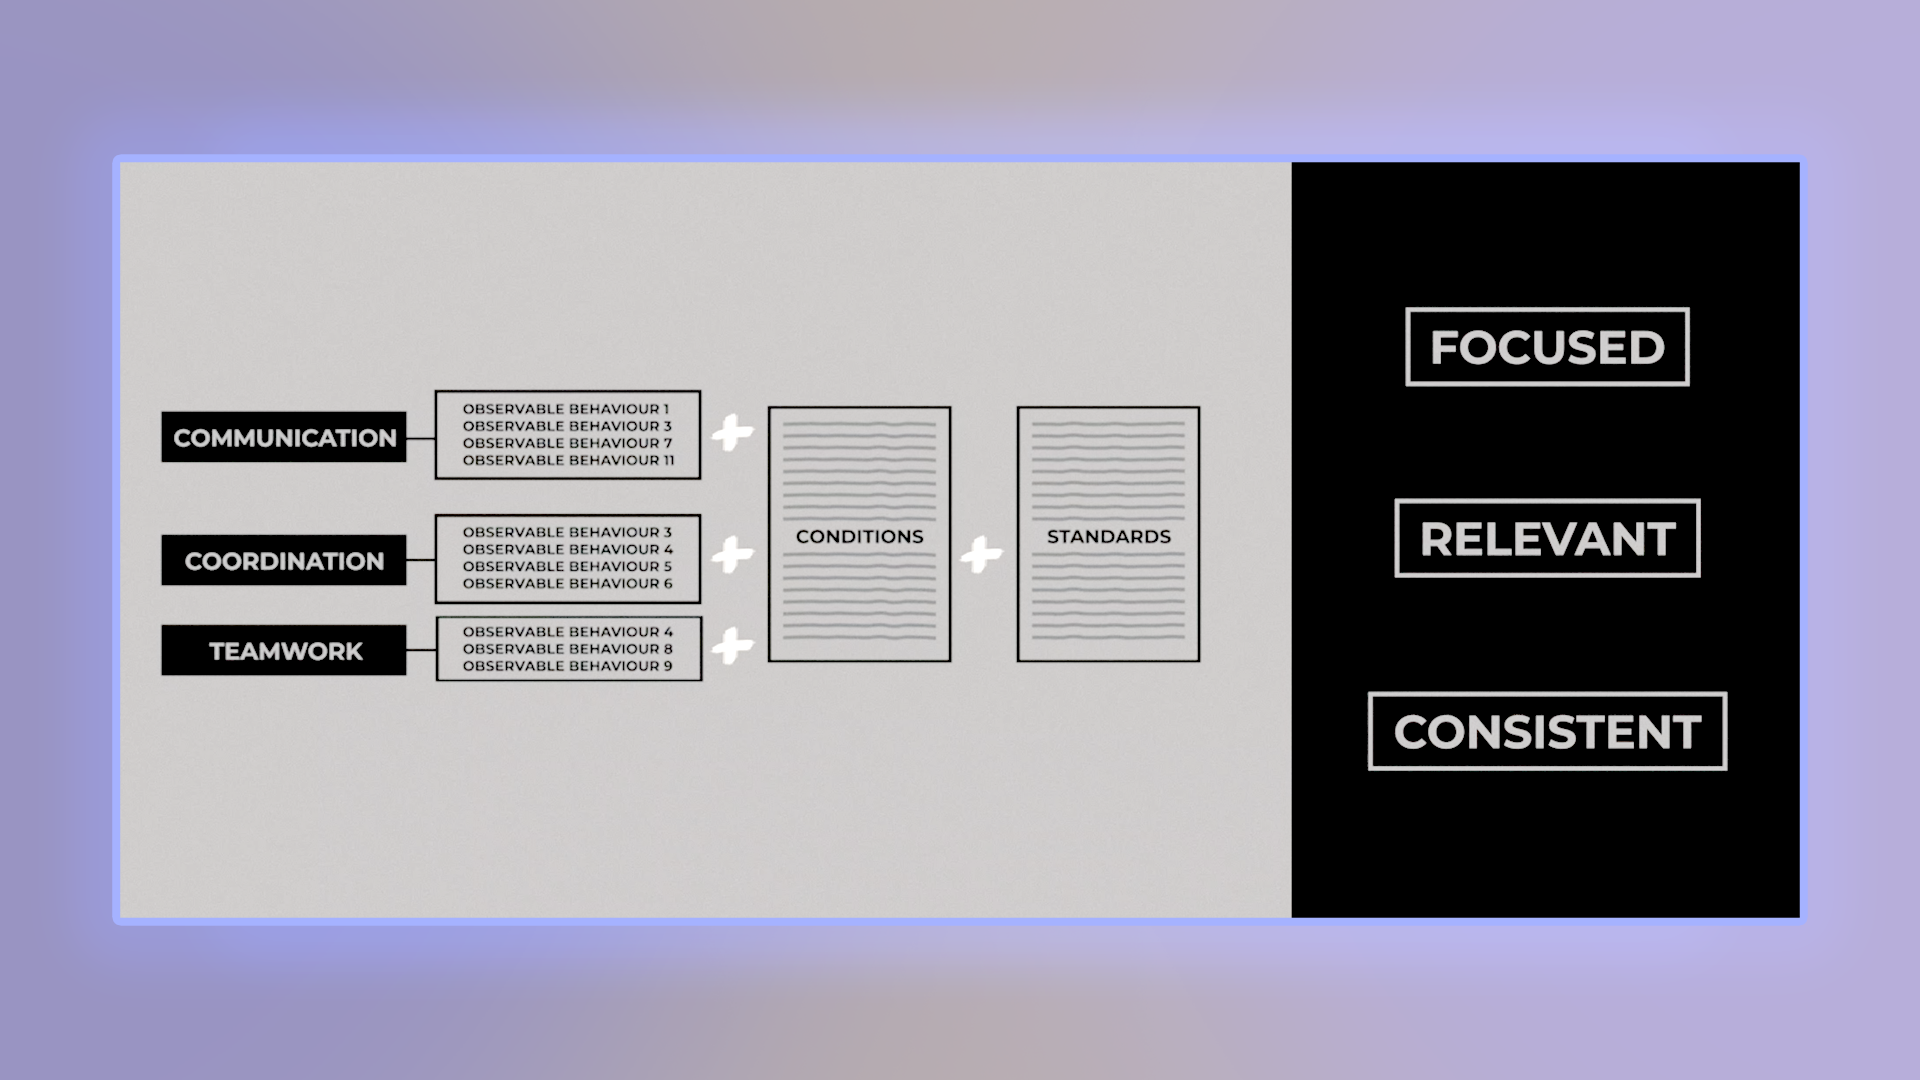 COMMUNICATION
OBSERVABLE BEHAVIOUR 1
OBSERVABLE BEHAVIOUR 3
OBSERVABLE BEHAVIOUR 7
OBSERVABLE BEHAVIOUR 11
COORDINATION
OBSERVABLE BEHAVIOUR 3
OBSERVABLE BEHAVIOUR 4
OBSERVABLE BEHAVIOUR 5
OBSERVABLE BEHAVIOUR 6
TEAMWORK
OBSERVABLE BEHAVIOUR 4
OBSERVABLE BEHAVIOUR 8
OBSERVABLE BEHAVIOUR 9
CONDITIONS
STANDARDS
FOCUSED
RELEVANT
CONSISTENT